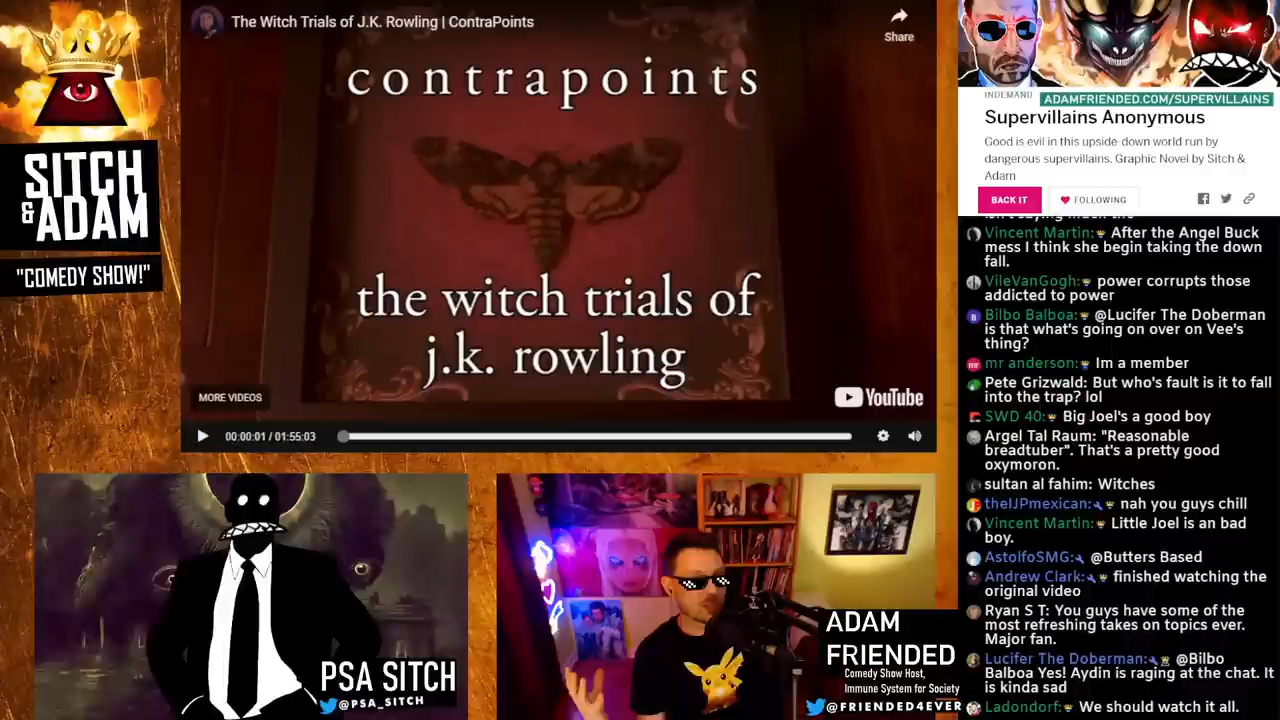 The Witch Trials of J.K. Rowling | ContraPoints
Share
contrapoints
the witch trials of
j.k. rowling
MORE VIDEOS
YouTube
00:00:01 / 01:55:03
SITCH
& ADAM
"COMEDY SHOW!"
PSA SITCH
@PSA_SITCH
ADAM
FRIENDED
Comedy Show Host,
Immune System for Society
@FRIENDED4EVER
INDEMAND
ADAMFRIENDED.COM/SUPERVILLAINS
Supervillains Anonymous
Good is evil in this upside-down world run by
dangerous supervillains. Graphic Novel by Sitch &
Adam
BACK IT
FOLLOWING
Vincent Martin: After the Angel Buck
mess I think she begin taking the down
fall.
VileVanGogh: power corrupts those
addicted to power
Bilbo Balboa: @Lucifer The Doberman
is that what's going on over on Vee's
thing?
mr anderson: Im a member
Pete Grizwald: But who's fault is it to fall
into the trap? lol
SWD 40: Big Joel's a good boy
Argel Tal Raum: "Reasonable
breadtuber". That's a pretty good
oxymoron.
sultan al fahim: Witches
theIJPmexican: nah you guys chill
Vincent Martin: Little Joel is an bad
boy.
AstolfoSMG: @Butters Based
Andrew Clark: finished watching the
original video
Ryan S T: You guys have some of the
most refreshing takes on topics ever.
Major fan.
Lucifer The Doberman: @Bilbo
Balboa Yes! Aydin is raging at the chat. It
is kinda sad
Ladondorf: We should watch it all.